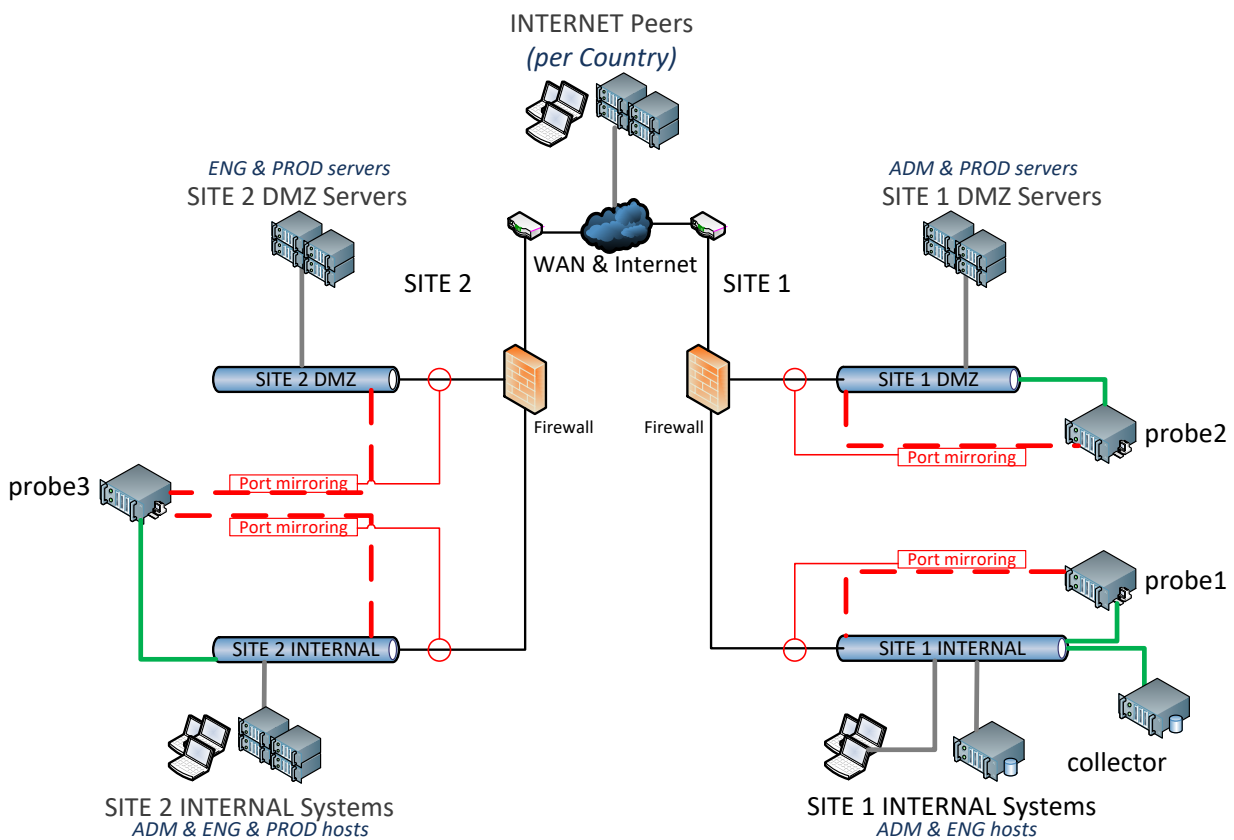 INTERNET Peers
(per Country)
ENG & PROD servers
SITE 2 DMZ Servers
ADM & PROD servers
SITE 1 DMZ Servers
WAN & Internet
SITE 2
SITE 1
SITE 2 DMZ
SITE 1 DMZ
Firewall
Firewall
probe2
Port mirroring
probe3
Port mirroring
Port mirroring
Port mirroring
probe1
SITE 2 INTERNAL
SITE 1 INTERNAL
collector
SITE 2 INTERNAL Systems
ADM & ENG & PROD hosts
SITE 1 INTERNAL Systems
ADM & ENG hosts